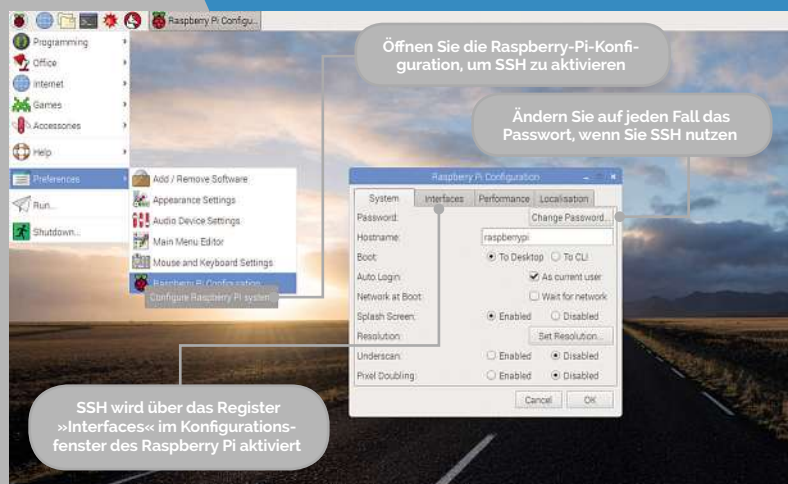 Raspberry Pi Configu...
Programming
Office
Internet
Games
Accessories
Help
Preferences
Run...
Shutdown...
Add / Remove Software
Appearance Settings
Audio Device Settings
Main Menu Editor
Mouse and Keyboard Settings
Raspberry Pi Configuration
Configure Raspberry Pi system
Öffnen Sie die Raspberry-Pi-Konfi-
guration, um SSH zu aktivieren
Ändern Sie auf jeden Fall das
Passwort, wenn Sie SSH nutzen
Raspberry Pi Configuration
System Interfaces Performance Localisation
Password: Change Password...
Hostname: raspberrypi
Boot: To Desktop To CLI
Auto Login: As current user
Network at Boot: Wait for network
Splash Screen: Enabled Disabled
Resolution: Set Resolution...
Underscan: Enabled Disabled
Pixel Doubling: Enabled Disabled
Cancel OK
SSH wird über das Register
»Interfaces« im Konfigurations-
fenster des Raspberry Pi aktiviert